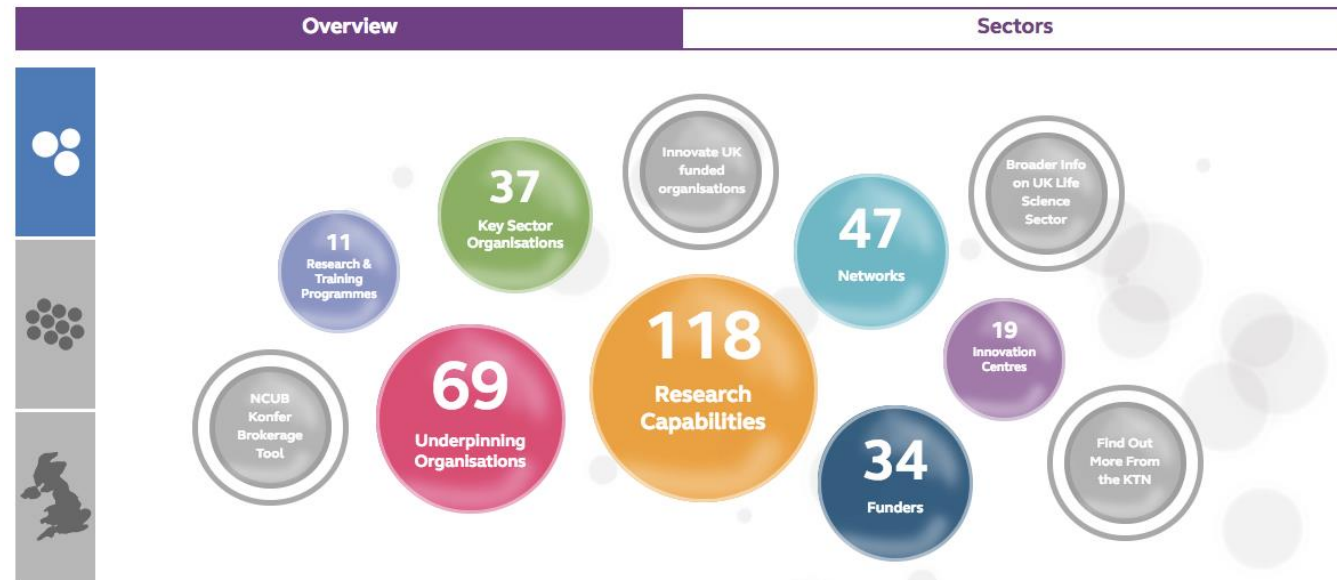 Overview
Sectors
Innovate UK
funded
organisations
Broader Info
on UK Life
Science
Sector
37
Key Sector
Organisations
47
Networks
11
Research &
Training
Programmes
118
Research
Capabilities
19
Innovation
Centres
69
Underpinning
Organisations
NCUB
Konfer
Brokerage
Tool
34
Funders
Find Out
More From
the KTN